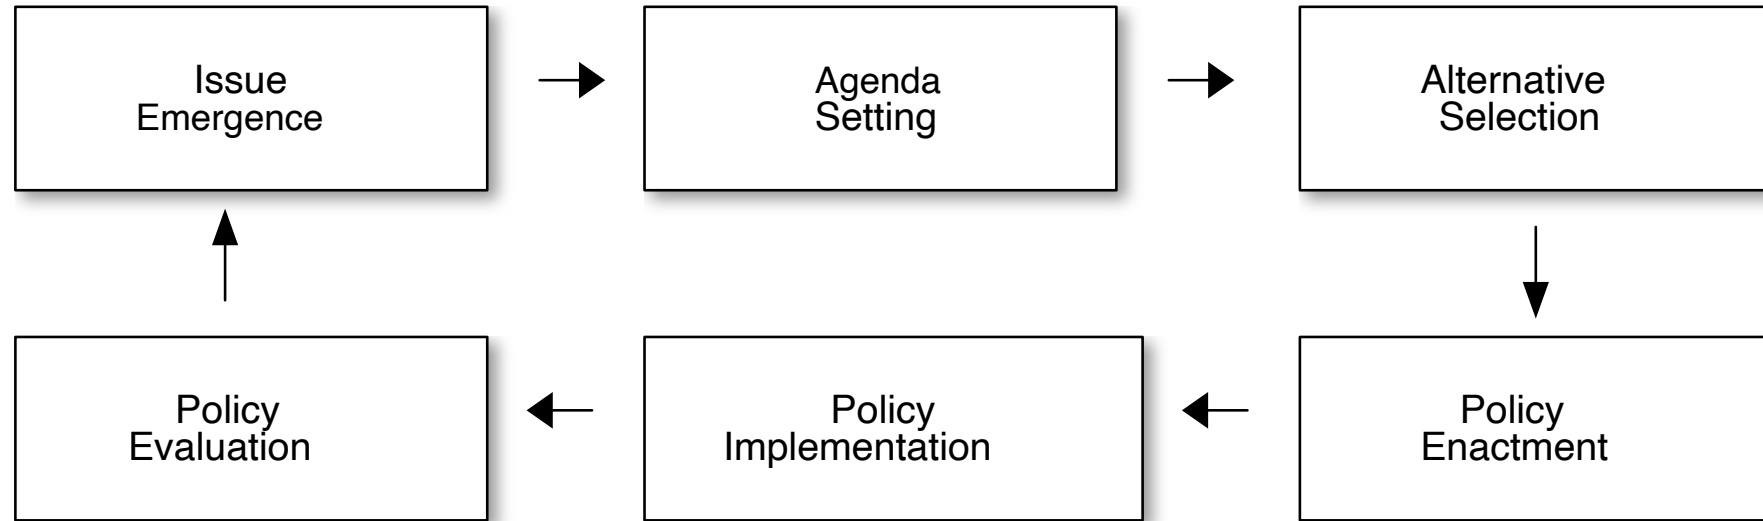 Issue
Emergence
Agenda
Setting
Alternative
Selection
Policy
Evaluation
Policy
Implementation
Policy
Enactment